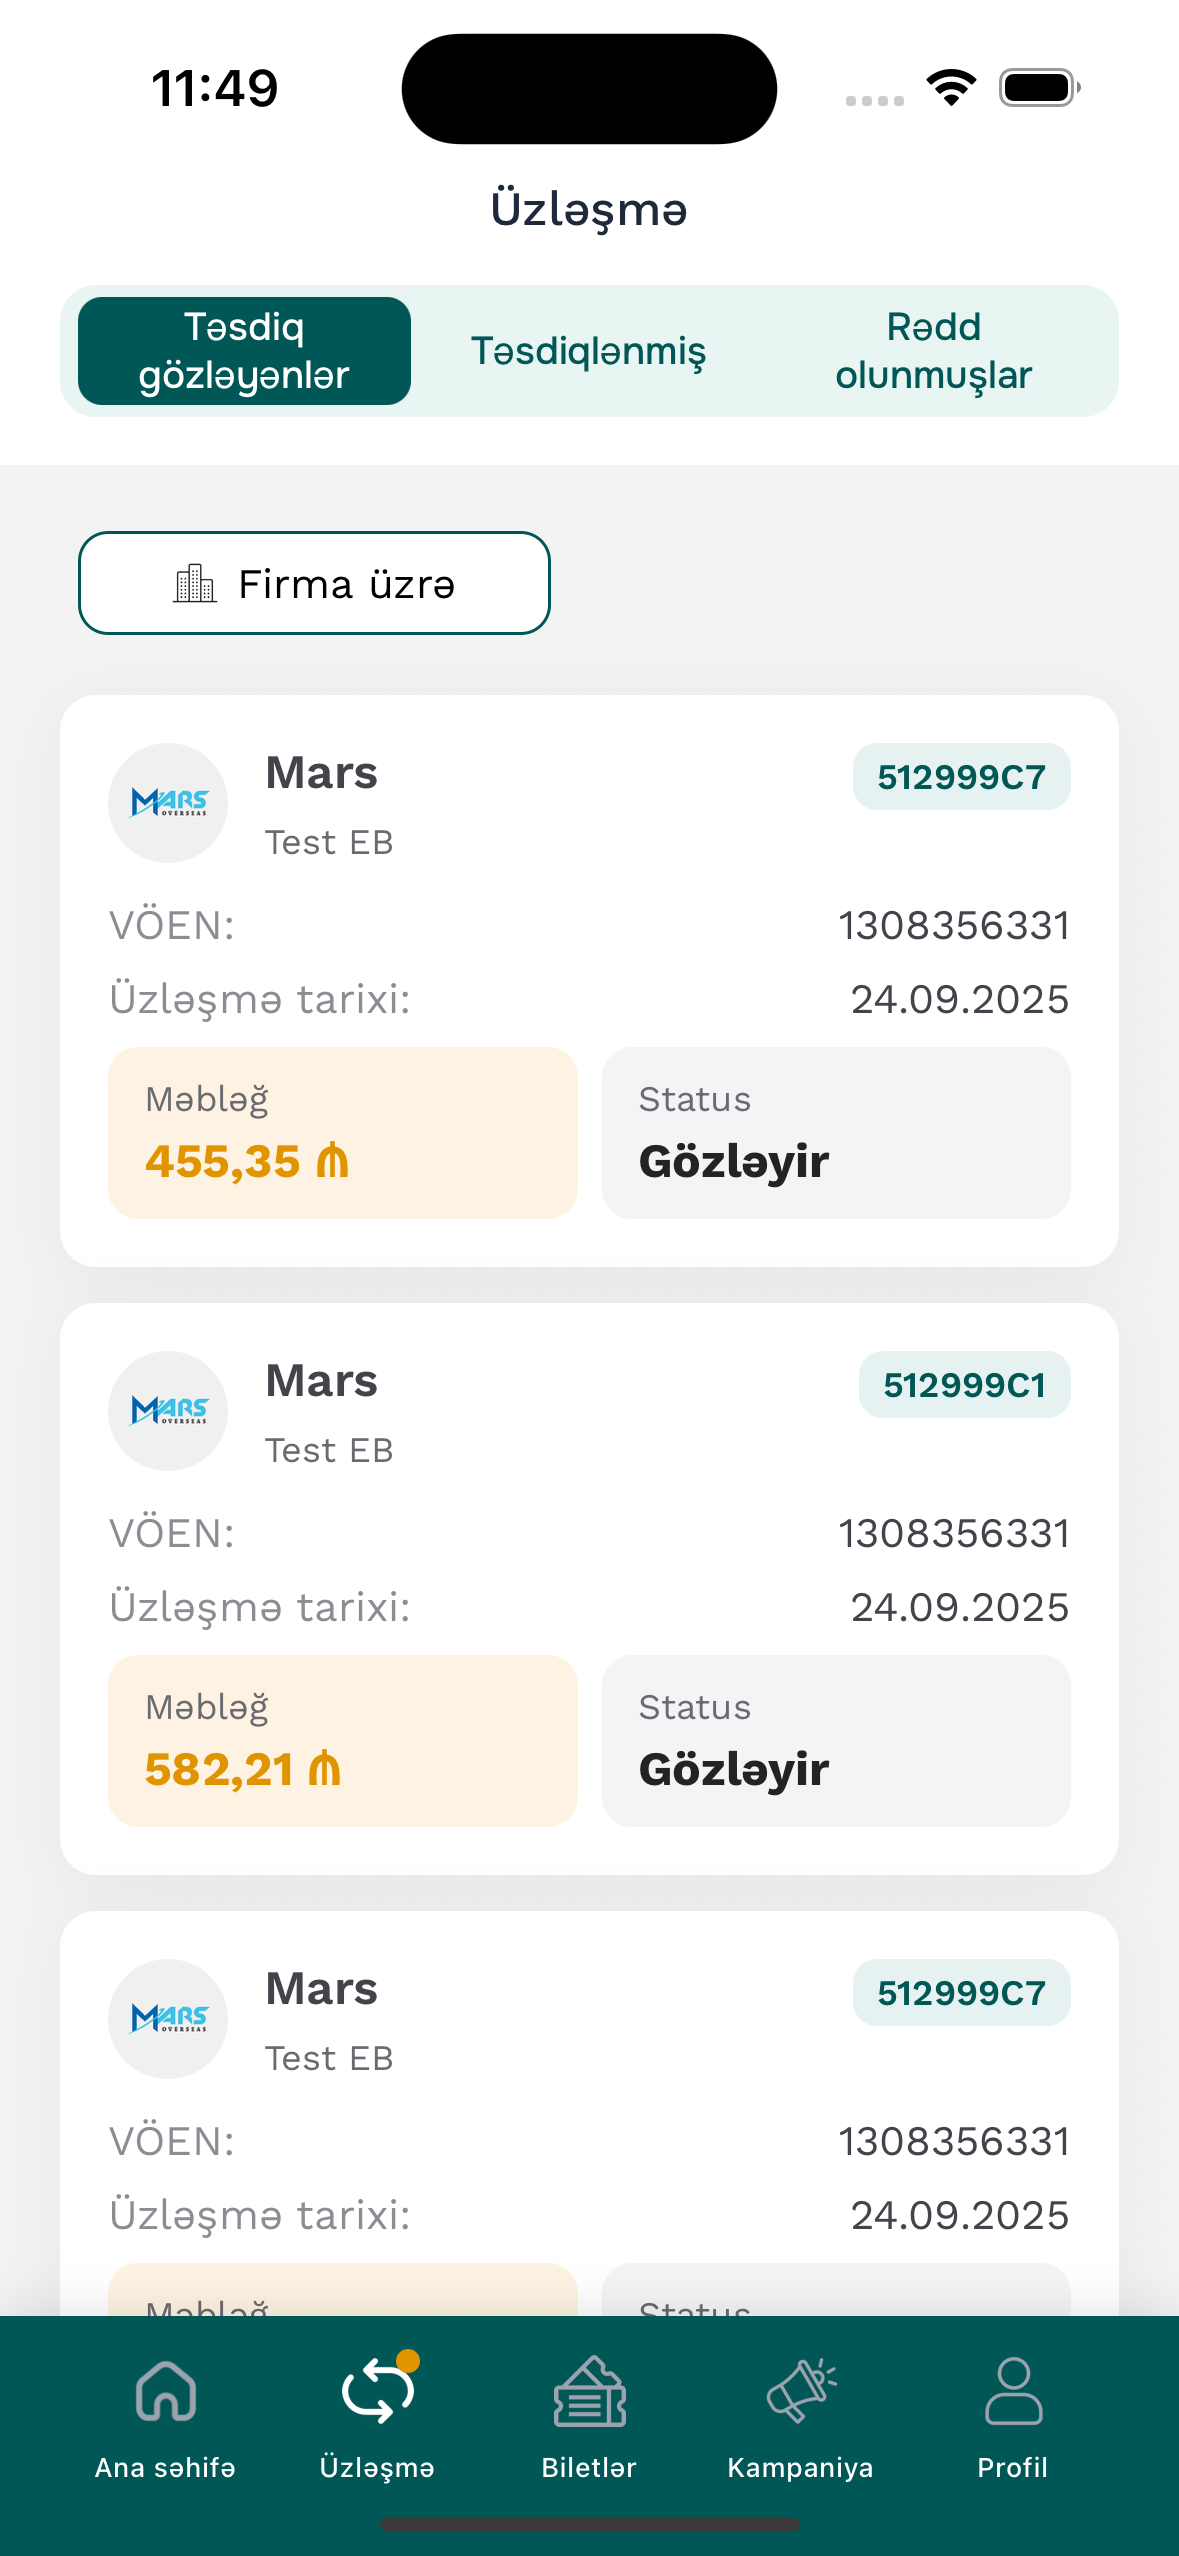 11:49
Üzləşmə
Təsdiq
gözləyənlər
Təsdiqlənmiş
Rədd
olunmuşlar
Firma üzrə
MARS
OVERSEAS
Mars
512999C7
Test EB
VÖEN:
1308356331
Üzləşmə tarixi:
24.09.2025
Məbləğ
455,35 ₼
Status
Gözləyir
MARS
OVERSEAS
Mars
512999C1
Test EB
VÖEN:
1308356331
Üzləşmə tarixi:
24.09.2025
Məbləğ
582,21 ₼
Status
Gözləyir
MARS
OVERSEAS
Mars
512999C7
Test EB
VÖEN:
1308356331
Üzləşmə tarixi:
24.09.2025
Məbləğ
Status
Ana səhifə
Üzləşmə
Biletlər
Kampaniya
Profil